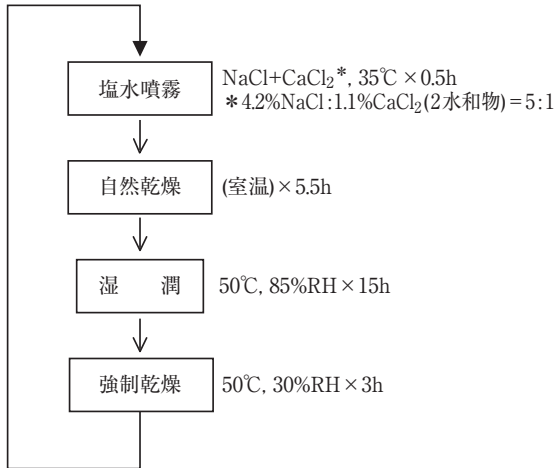 塩水噴霧
NaCl+CaCl₂*, 35℃×0.5h
*4.2%NaCl:1.1%CaCl₂(2水和物)=5:1
自然乾燥
(室温)×5.5h
湿　潤
50℃, 85%RH×15h
強制乾燥
50℃, 30%RH×3h